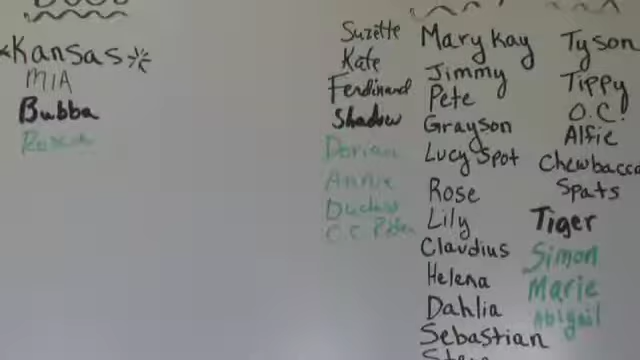 Kansas
MIA
Bubba
Suzette
Kate
Ferdinand
Shadow
Dorian
Annie
Mary Kay
Jimmy
Pete
Grayson
Lucy Spot
Rose
Lily
Claudius
Helena
Dahlia
Sebastian
Tyson
Tippy
O.C.
Alfie
Chewbacca
Spats
Tiger
Simon
Marie
Abigail